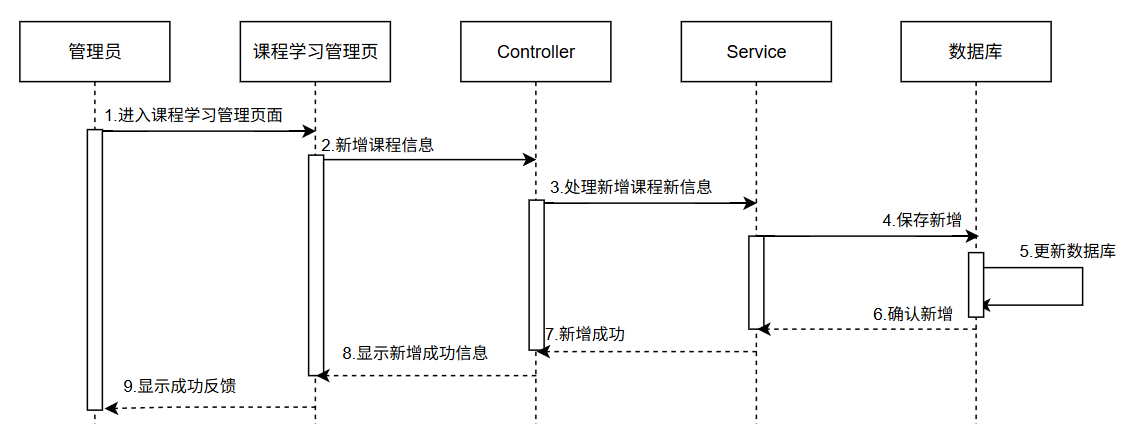 管理员
课程学习管理页
Controller
Service
数据库
1.进入课程学习管理页面
2.新增课程信息
3.处理新增课程新信息
4.保存新增
5.更新数据库
6.确认新增
7.新增成功
8.显示新增成功信息
9.显示成功反馈